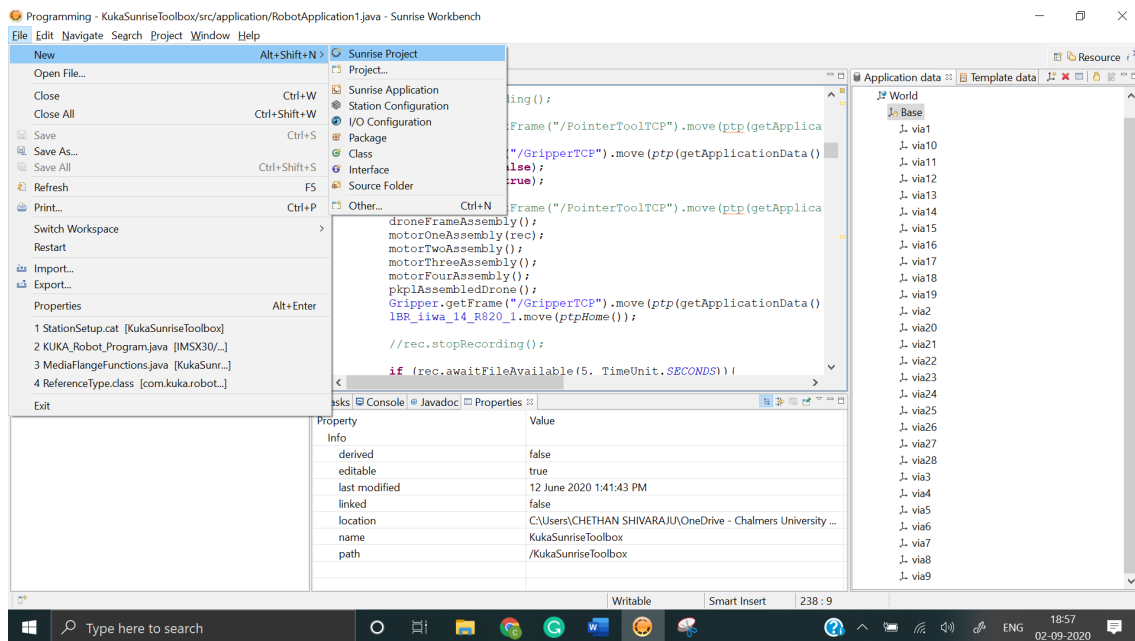 Programming - KukaSunriseToolbox/src/application/RobotApplication1.java - Sunrise Workbench
File Edit Navigate Search Project Window Help
New Alt+Shift+N >
Open File...
Close Ctrl+W
Close All Ctrl+Shift+W
Save Ctrl+S
Save As...
Save All Ctrl+Shift+S
Refresh F5
Print... Ctrl+P
Switch Workspace >
Restart
Import...
Export...
Properties Alt+Enter
1 StationSetup.cat [KukaSunriseToolbox]
2 KUKA_Robot_Program.java [IMSX30/...]
3 MediaFlangeFunctions.java [KukaSunr...]
4 ReferenceType.class [com.kuka.robot...]
Exit
Sunrise Project
Project...
Sunrise Application
Station Configuration
I/O Configuration
Package
Class
Interface
Source Folder
Other... Ctrl+N
Resource
ing();
Frame("/PointerToolTCP").move(ptp(getApplica
("/GripperTCP").move(ptp(getApplicationData()
lse);
rue);
Frame("/PointerToolTCP").move(ptp(getApplica
droneFrameAssembly();
motorOneAssembly(rec);
motorTwoAssembly();
motorThreeAssembly();
motorFourAssembly();
pkplAssembledDrone();
Gripper.getFrame("/GripperTCP").move(ptp(getApplicationData()
lBR_iiwa_14_R820_1.move(ptpHome());
//rec.stopRecording();
if (rec.awaitFileAvailable(5, TimeUnit.SECONDS)){
Application data Template data
World
Base
via1
via10
via11
via12
via13
via14
via15
via16
via17
via18
via19
via2
via20
via21
via22
via23
via24
via25
via26
via27
via28
via3
via4
via5
via6
via7
via8
via9
asks Console Javadoc Properties
Property Value
Info
derived false
editable true
last modified 12 June 2020 1:41:43 PM
linked false
location C:\Users\CHETHAN SHIVARAJU\OneDrive - Chalmers University ...
name KukaSunriseToolbox
path /KukaSunriseToolbox
Writable Smart Insert 238 : 9
Type here to search
ENG
18:57
02-09-2020